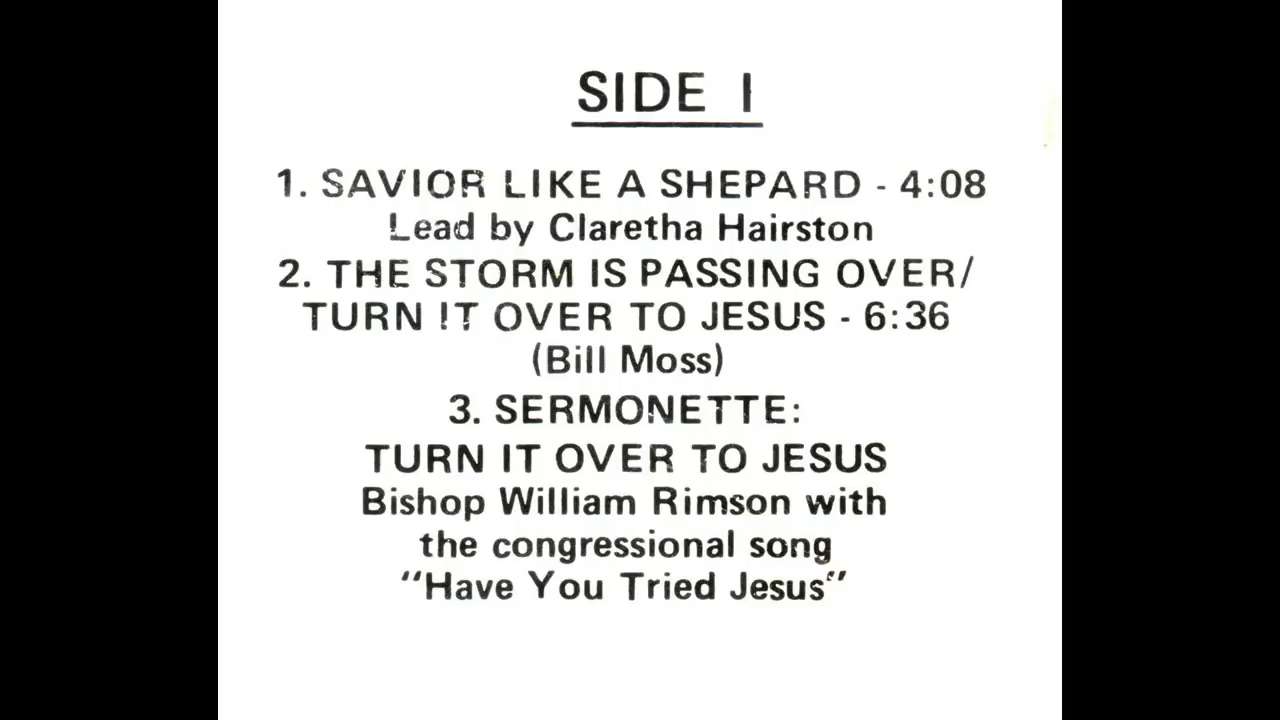 SIDE I
1. SAVIOR LIKE A SHEPARD - 4:08
Lead by Claretha Hairston
2. THE STORM IS PASSING OVER/
TURN IT OVER TO JESUS - 6:36
(Bill Moss)
3. SERMONETTE:
TURN IT OVER TO JESUS
Bishop William Rimson with
the congressional song
"Have You Tried Jesus"